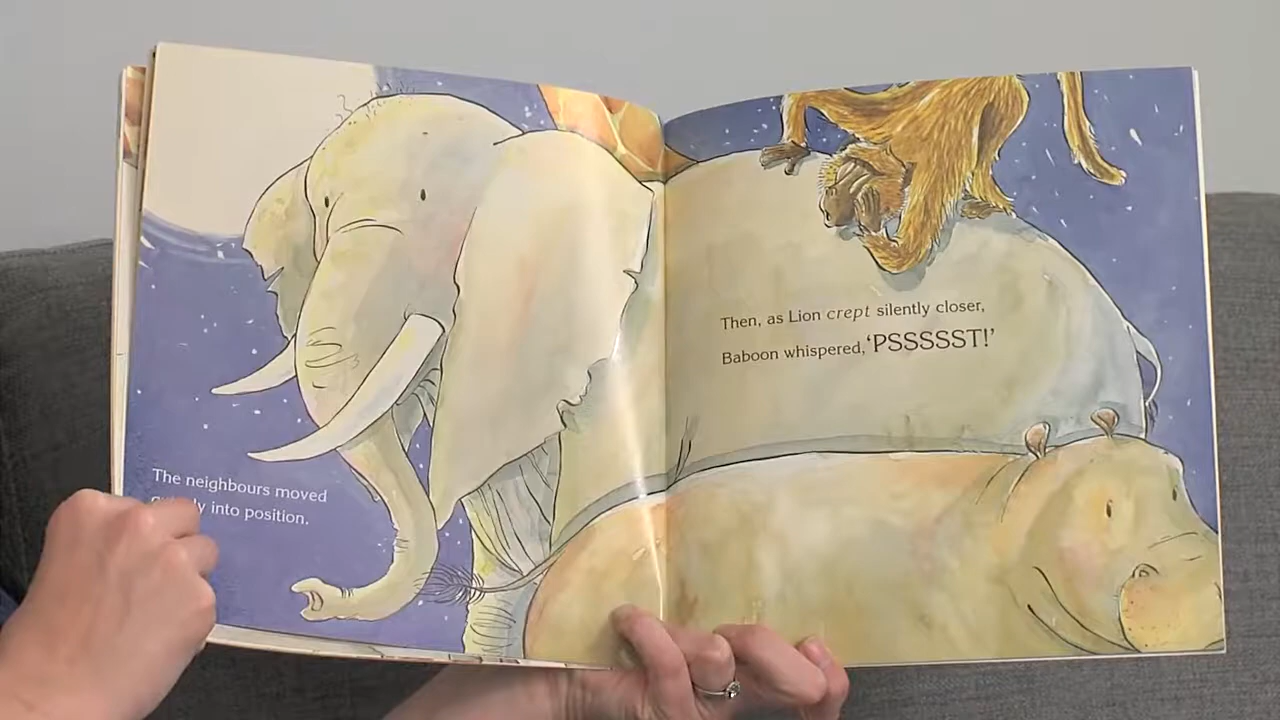 The neighbours moved
into position.
Then, as Lion crept silently closer,
Baboon whispered, ‘PSSSSST!’